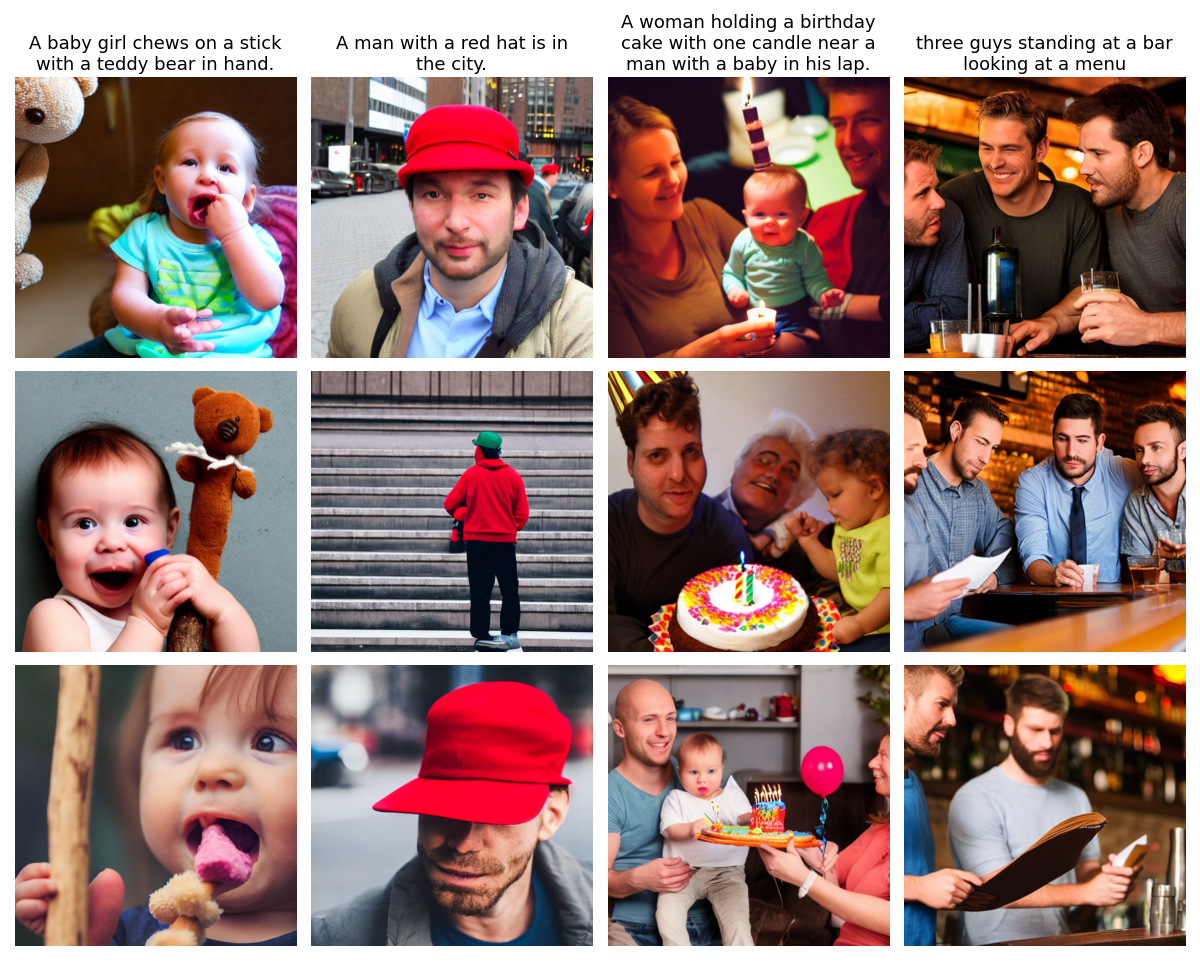 A baby girl chews on a stick
with a teddy bear in hand.
A man with a red hat is in
the city.
A woman holding a birthday
cake with one candle near a
man with a baby in his lap.
three guys standing at a bar
looking at a menu